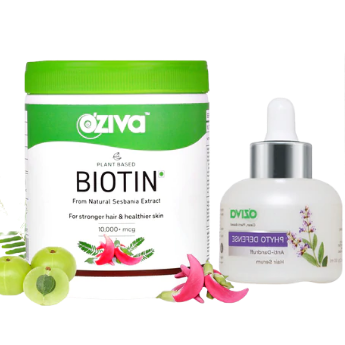 OZIVA
PLANT BASED
BIOTIN
From Natural Sesbania Extract
For stronger hair & healthier skin
10,000+ mcg
OZIVA
PHYTO DEFENSE
Anti-Dandruff
Hair Serum